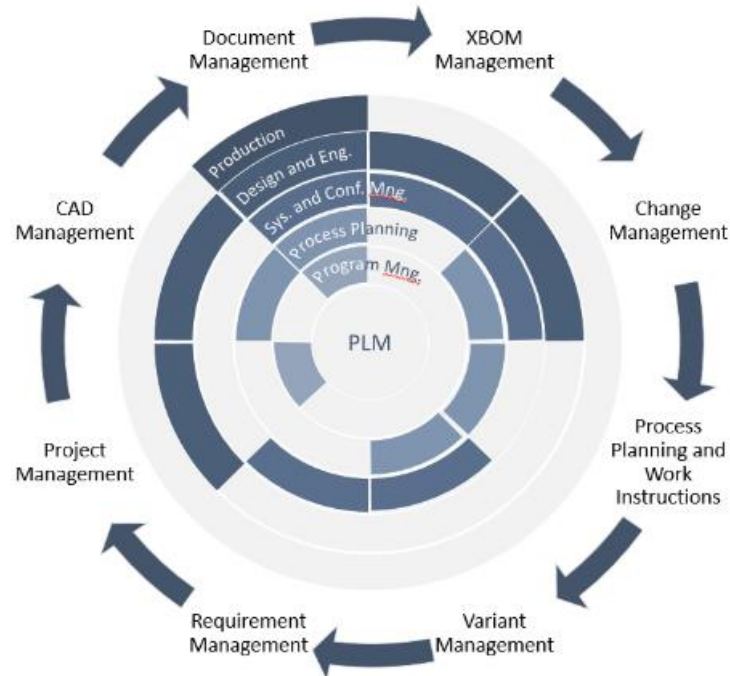 Document
Management
XBOM
Management
Change
Management
Process
Planning and
Work
Instructions
Variant
Management
Requirement
Management
Project
Management
CAD
Management
Production
Design and Eng.
Sys. and Conf. Mng.
Process Planning
Program Mng.
PLM